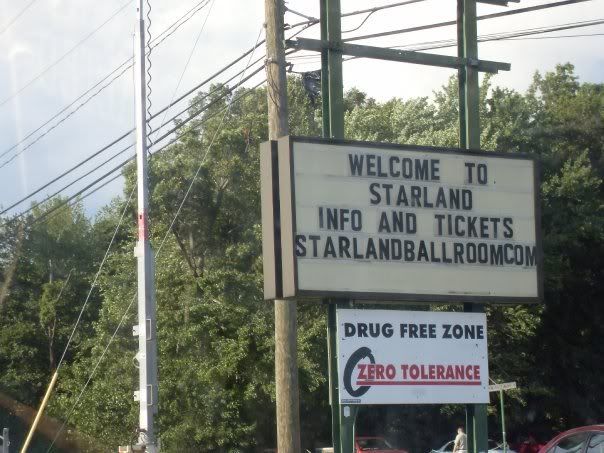 WELCOME TO
STARLAND
INFO AND TICKETS
STARLANDBALLROOMCOM
DRUG FREE ZONE
ZERO TOLERANCE